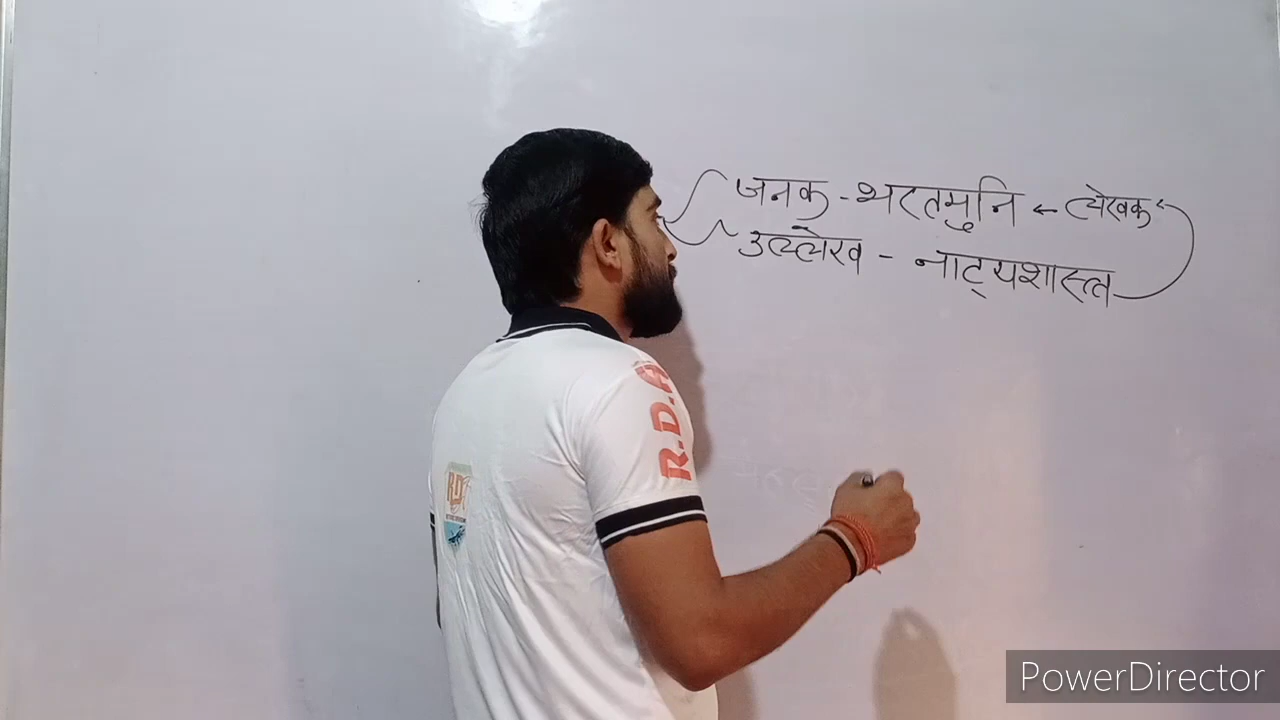 जनक - भरतमुनि ← लेखक
उल्लेख - नाट्यशास्त्र
R.D.A
PowerDirector